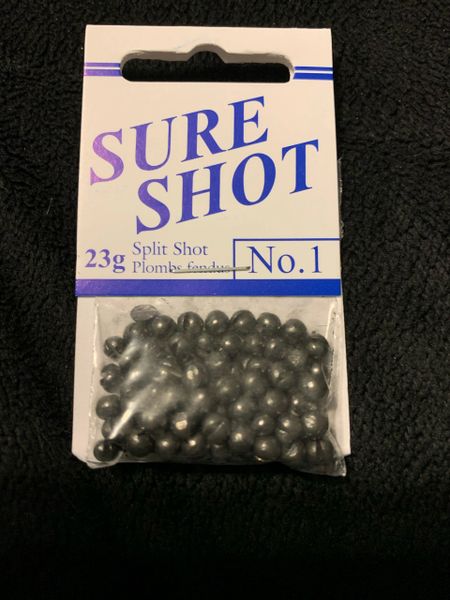 SURE
SHOT
23g
Split Shot
Plombs fendus
No.1